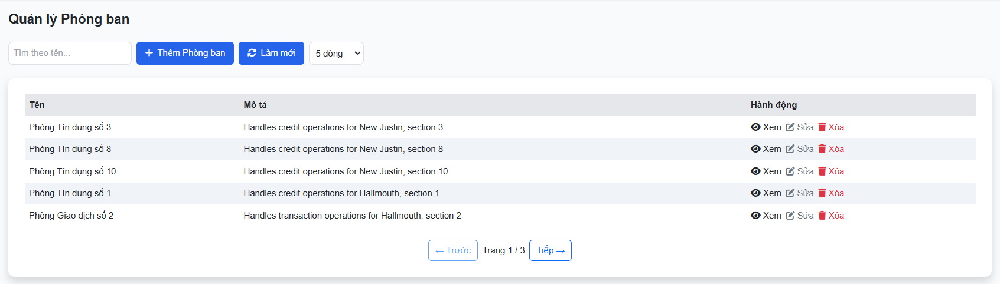 Quản lý Phòng ban
Tìm theo tên... Thêm Phòng ban Làm mới 5 dòng
Tên Mô tả Hành động
Phòng Tín dụng số 3 Handles credit operations for New Justin, section 3 Xem Sửa Xóa
Phòng Tín dụng số 8 Handles credit operations for New Justin, section 8 Xem Sửa Xóa
Phòng Tín dụng số 10 Handles credit operations for New Justin, section 10 Xem Sửa Xóa
Phòng Tín dụng số 1 Handles credit operations for Hallmouth, section 1 Xem Sửa Xóa
Phòng Giao dịch số 2 Handles transaction operations for Hallmouth, section 2 Xem Sửa Xóa
← Trước Trang 1 / 3 Tiếp →